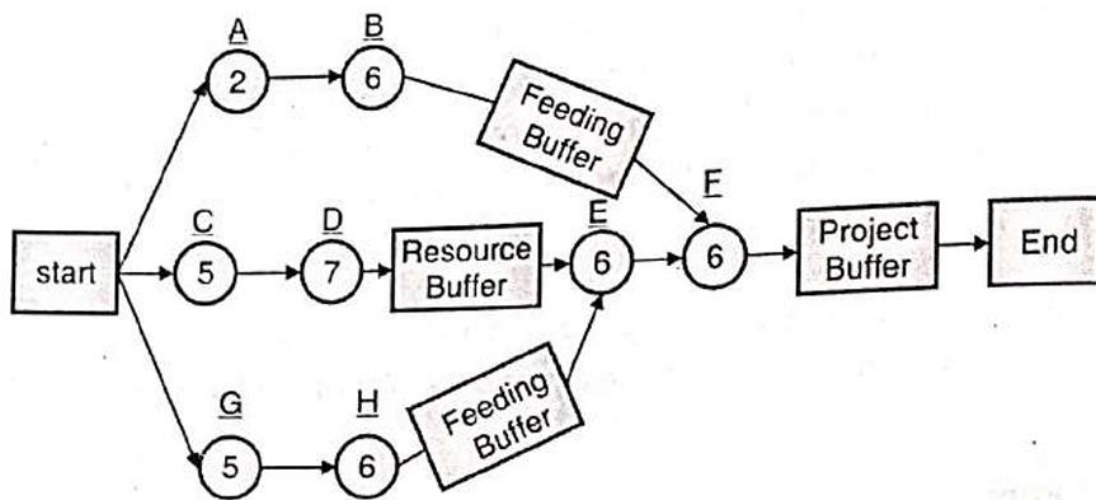 A
2
B
6
Feeding
Buffer
F
6
start
C
5
D
7
Resource
Buffer
E
6
Project
Buffer
End
G
5
H
6
Feeding
Buffer